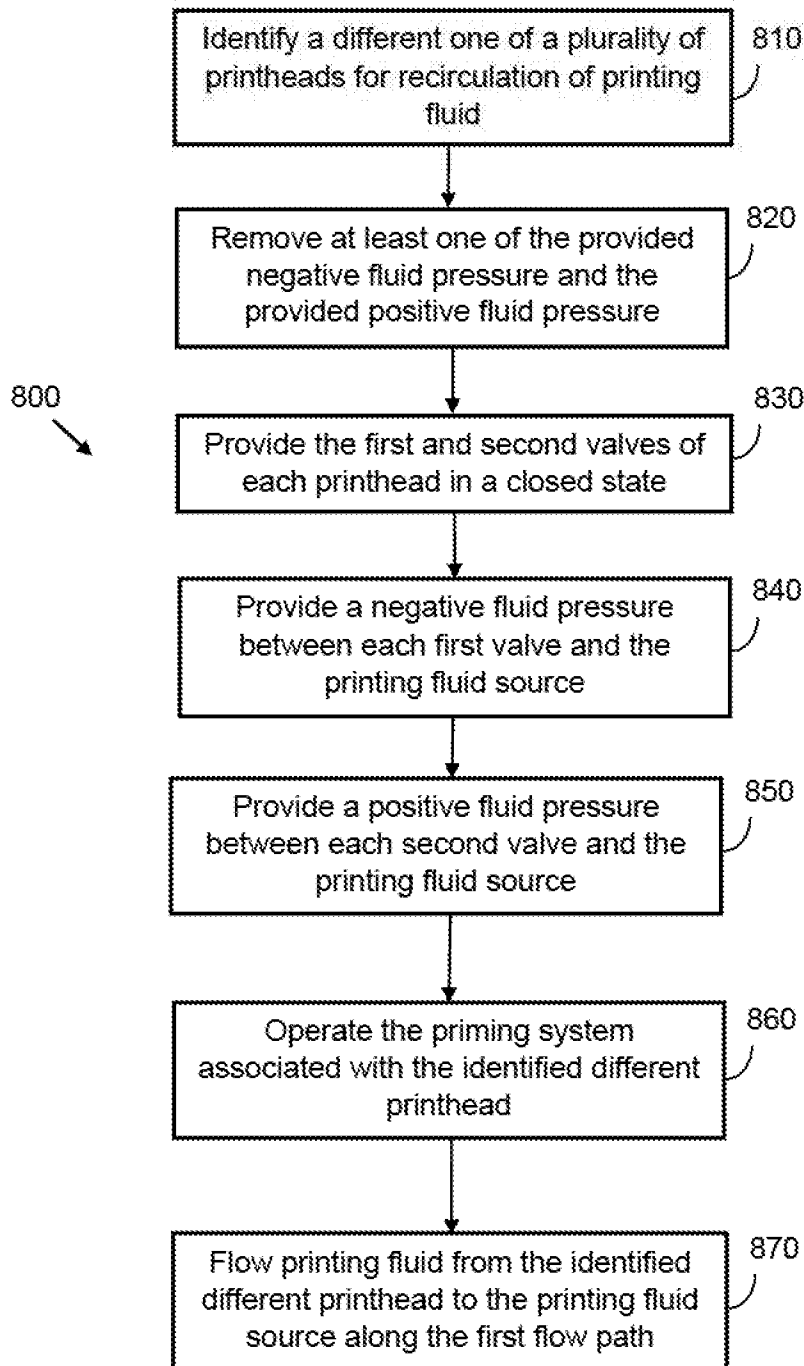 Identify a different one of a plurality of
printheads for recirculation of printing
fluid
810
Remove at least one of the provided
negative fluid pressure and the
provided positive fluid pressure
820
800
Provide the first and second valves of
each printhead in a closed state
830
Provide a negative fluid pressure
between each first valve and the
printing fluid source
840
Provide a positive fluid pressure
between each second valve and the
printing fluid source
850
Operate the priming system
associated with the identified different
printhead
860
Flow printing fluid from the identified
different printhead to the printing fluid
source along the first flow path
870